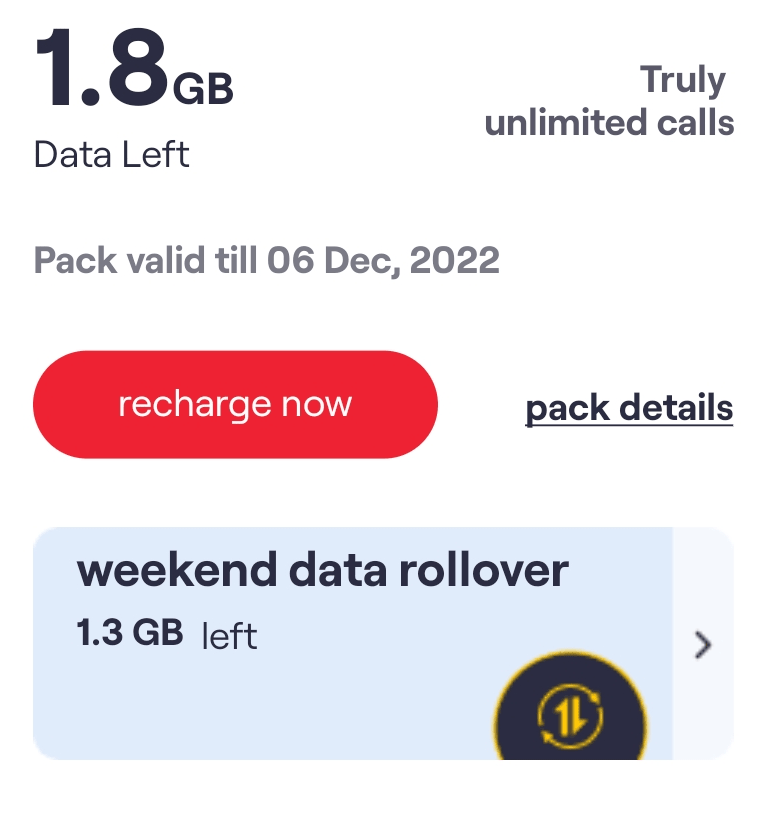 1.8GB
Data Left
Truly
unlimited calls
Pack valid till 06 Dec, 2022
recharge now
pack details
weekend data rollover
1.3 GB left